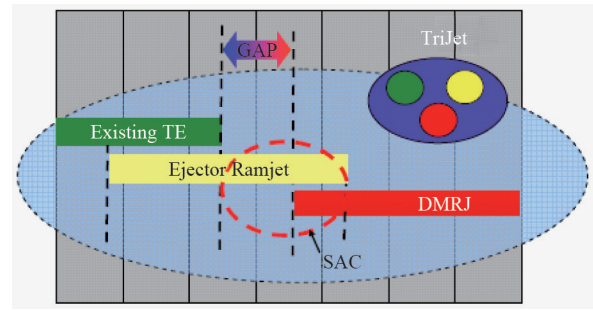 GAP
TriJet
Existing TE
Ejector Ramjet
DMRJ
SAC